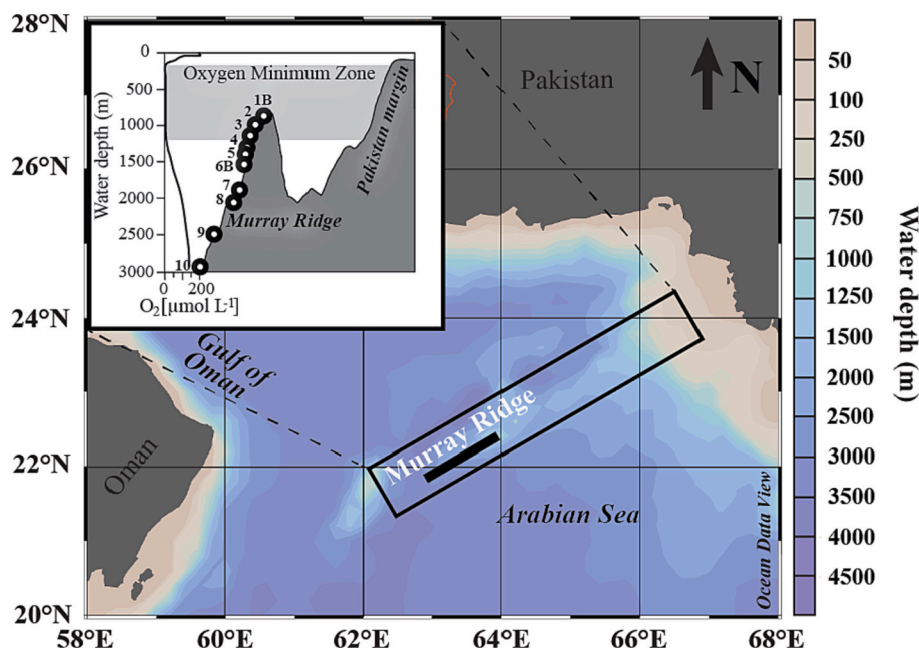 28°N
26°N
24°N
22°N
20°N
58°E
60°E
62°E
64°E
66°E
68°E
0
500
1000
1500
2000
2500
3000
Water depth (m)
0
200
O₂[µmol L⁻¹]
Oxygen Minimum Zone
1B
2
3
4
5
6B
7
8
9
10
Murray Ridge
Pakistan margin
Pakistan
N
Gulf of
Oman
Oman
Murray Ridge
Arabian Sea
Ocean Data View
50
100
250
500
750
1000
1250
1500
2000
2500
3000
3500
4000
4500
Water depth (m)